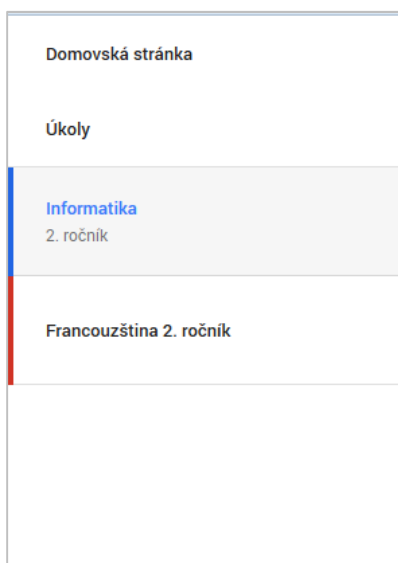 Domovská stránka
Úkoly
Informatika
2. ročník
Francouzština 2. ročník